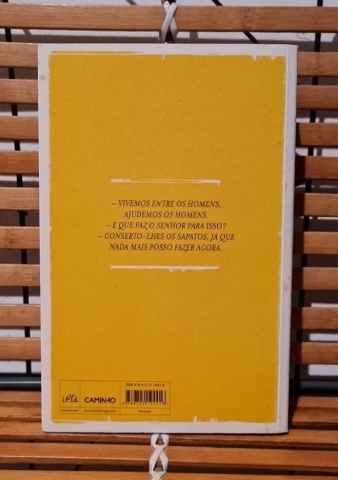 — VIVEMOS ENTRE OS HOMENS,
AJUDEMOS OS HOMENS.
— E QUE FAZ O SENHOR PARA ISSO?
— CONSERTO-LHES OS SAPATOS, JÁ QUE
NADA MAIS POSSO FAZER AGORA.
leYa
CAMINHO